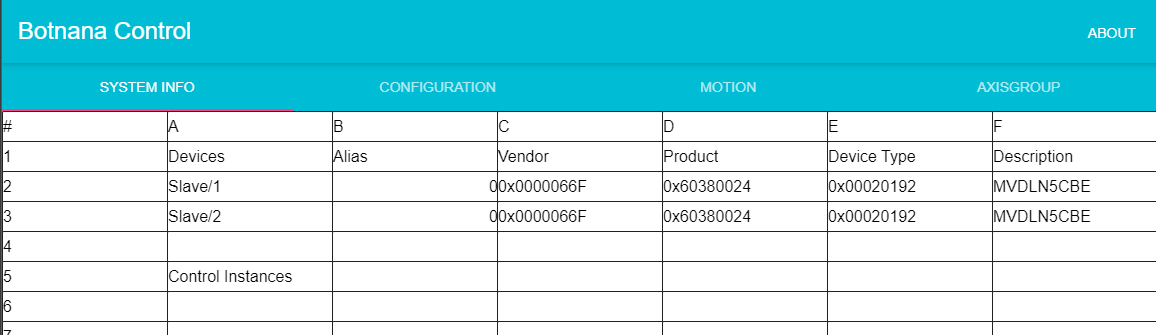 Botnana Control ABOUT
SYSTEM INFO CONFIGURATION MOTION AXISGROUP
# A B C D E F
1 Devices Alias Vendor Product Device Type Description
2 Slave/1 0 0x0000066F 0x60380024 0x00020192 MVDLN5CBE
3 Slave/2 0 0x0000066F 0x60380024 0x00020192 MVDLN5CBE
4
5 Control Instances
6